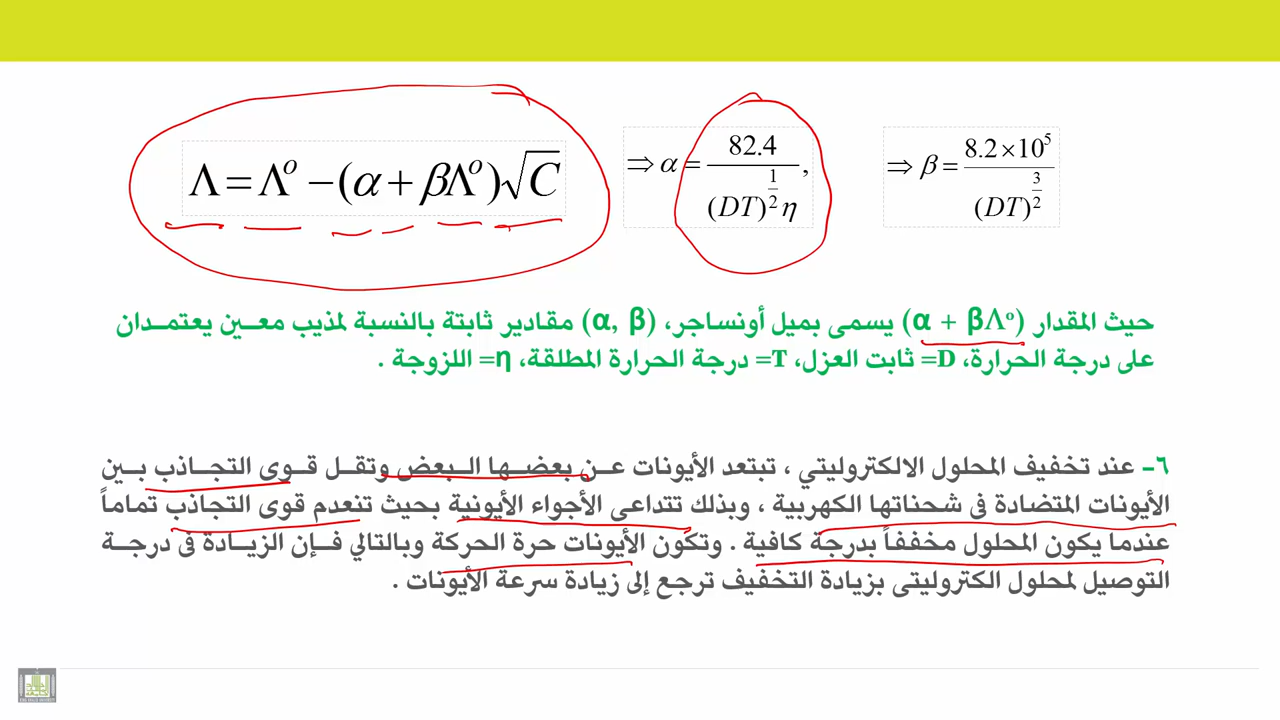 Λ = Λ° − (α + βΛ°)√C ⇒ α = 82.4 / (DT)^(1/2) η , ⇒ β = 8.2 × 10^5 / (DT)^(3/2)
حيث المقدار (α + βΛ°) يسمى بميل أونساجر، (α, β) مقادير ثابتة بالنسبة لمذيب معين يعتمدان
على درجة الحرارة، D= ثابت العزل، T= درجة الحرارة المطلقة، η= اللزوجة .
٦- عند تخفيف المحلول الالكتروليتي ، تبتعد الأيونات عن بعضها البعض وتقل قوى التجاذب بين
الأيونات المتضادة فى شحناتها الكهربية ، وبذلك تتداعى الأجواء الأيونية بحيث تنعدم قوى التجاذب تماماً
عندما يكون المحلول مخففاً بدرجة كافية . وتكون الأيونات حرة الحركة وبالتالي فإن الزيادة فى درجة
التوصيل لمحلول الكتروليتى بزيادة التخفيف ترجع إلى زيادة سرعة الأيونات .